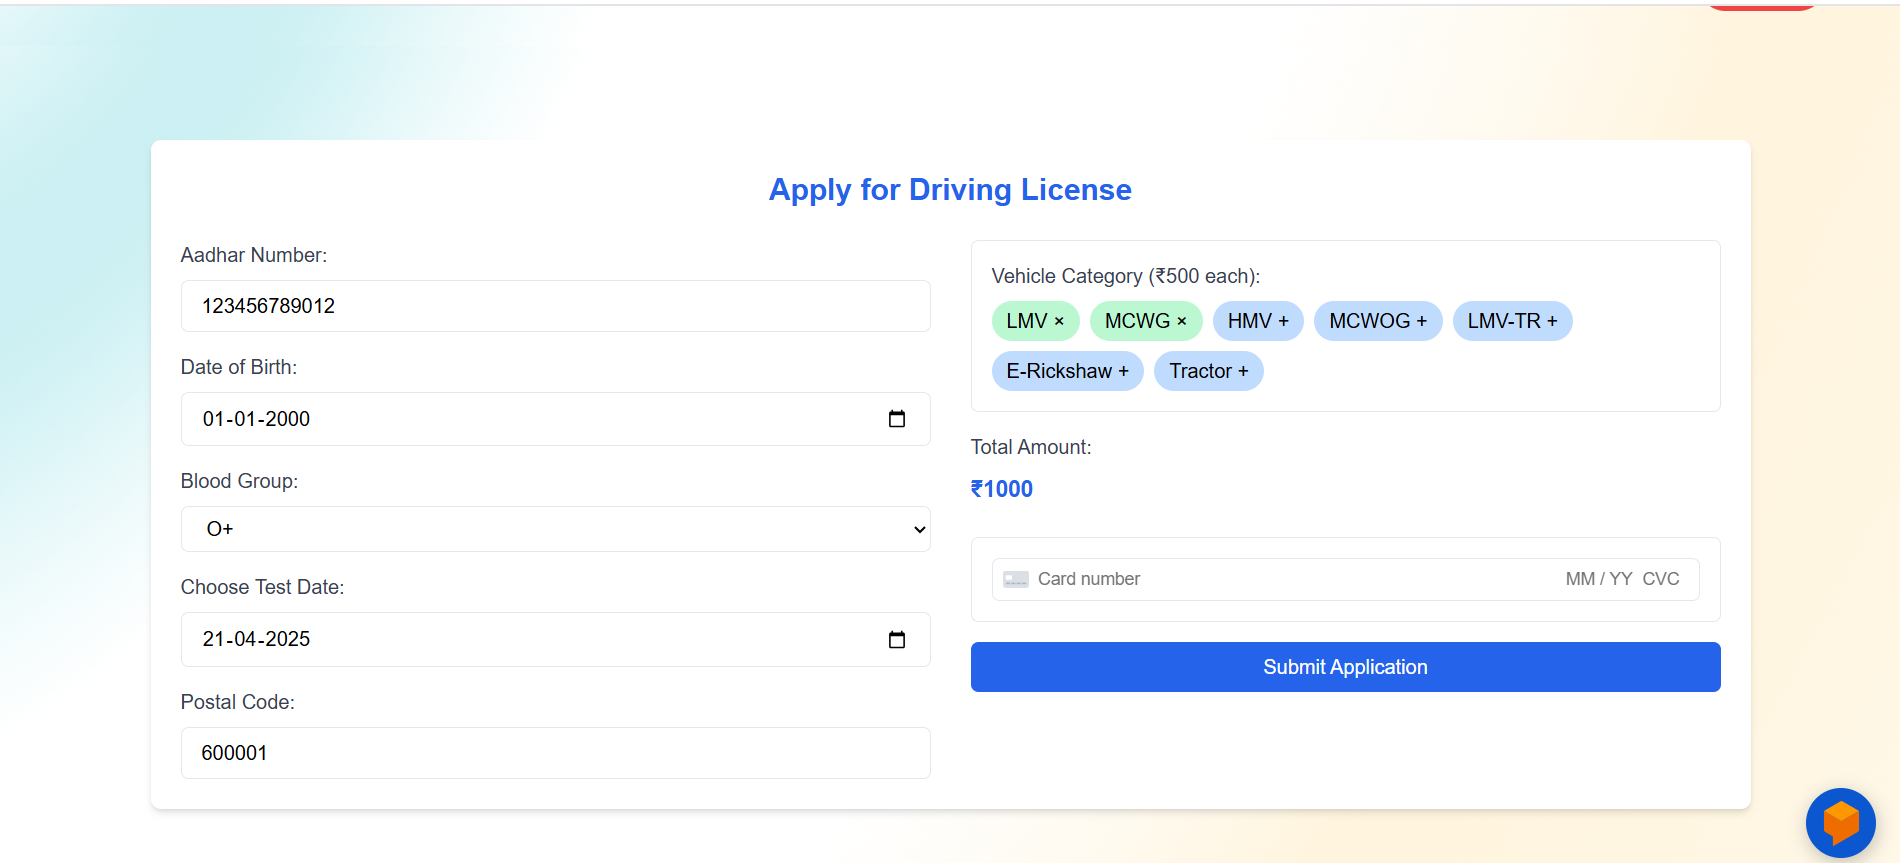 Apply for Driving License
Aadhar Number:
123456789012
Date of Birth:
01-01-2000
Blood Group:
O+
Choose Test Date:
21-04-2025
Postal Code:
600001
Vehicle Category (₹500 each):
LMV × MCWG × HMV + MCWOG + LMV-TR +
E-Rickshaw + Tractor +
Total Amount:
₹1000
Card number MM / YY CVC
Submit Application